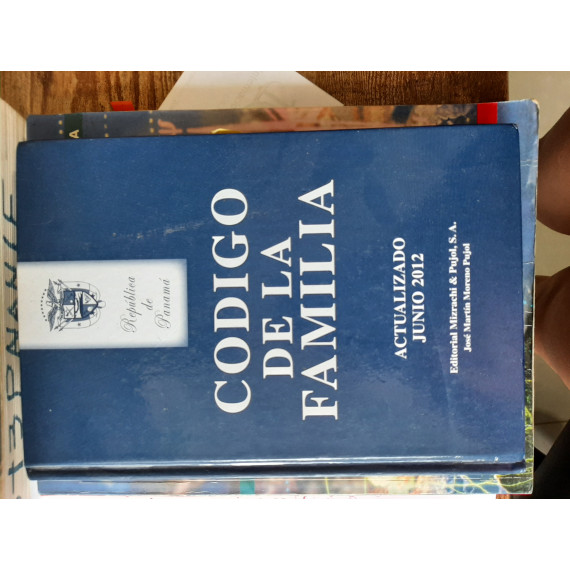 República
de
Panamá
CODIGO
DE LA
FAMILIA
ACTUALIZADO
JUNIO 2012
Editorial Mizrachi & Pujol, S. A.
José Martín Moreno Pujol